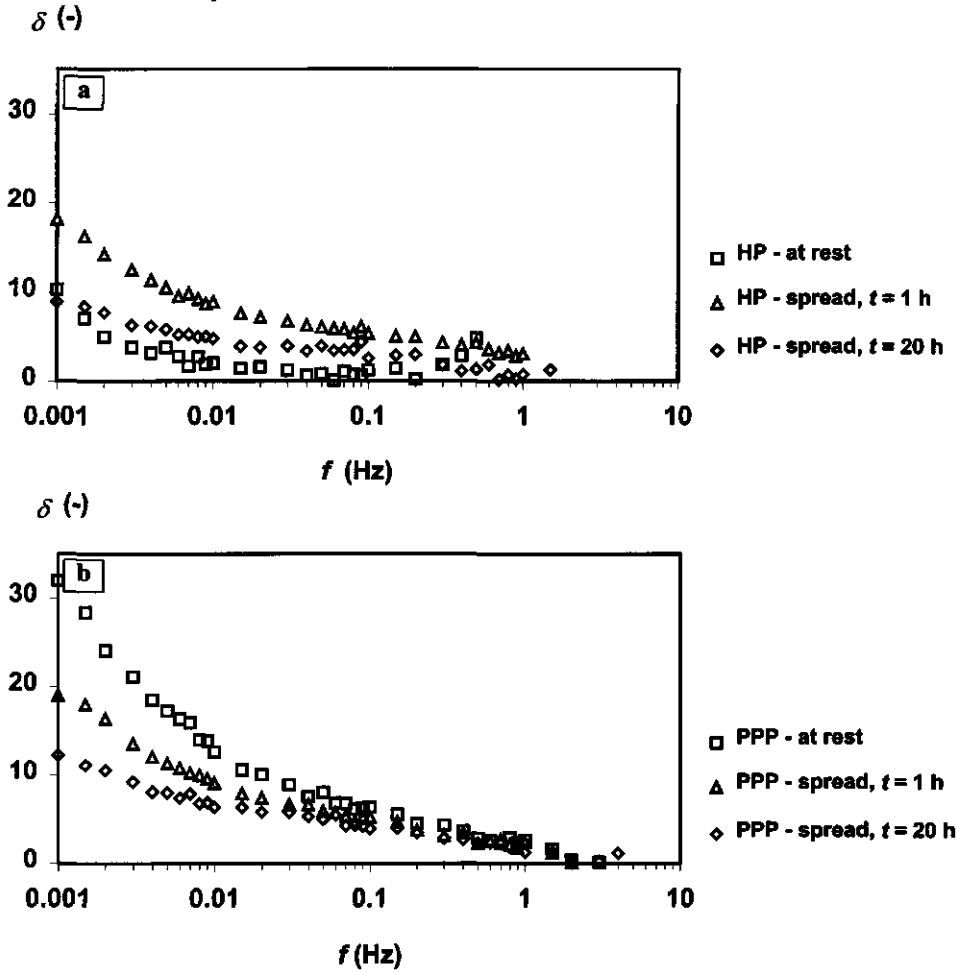 δ (-)
a
30
20
10
0
0.001 0.01 0.1 1 10
f (Hz)
HP - at rest
HP - spread, t = 1 h
HP - spread, t = 20 h
δ (-)
b
30
20
10
0
0.001 0.01 0.1 1 10
f (Hz)
PPP - at rest
PPP - spread, t = 1 h
PPP - spread, t = 20 h